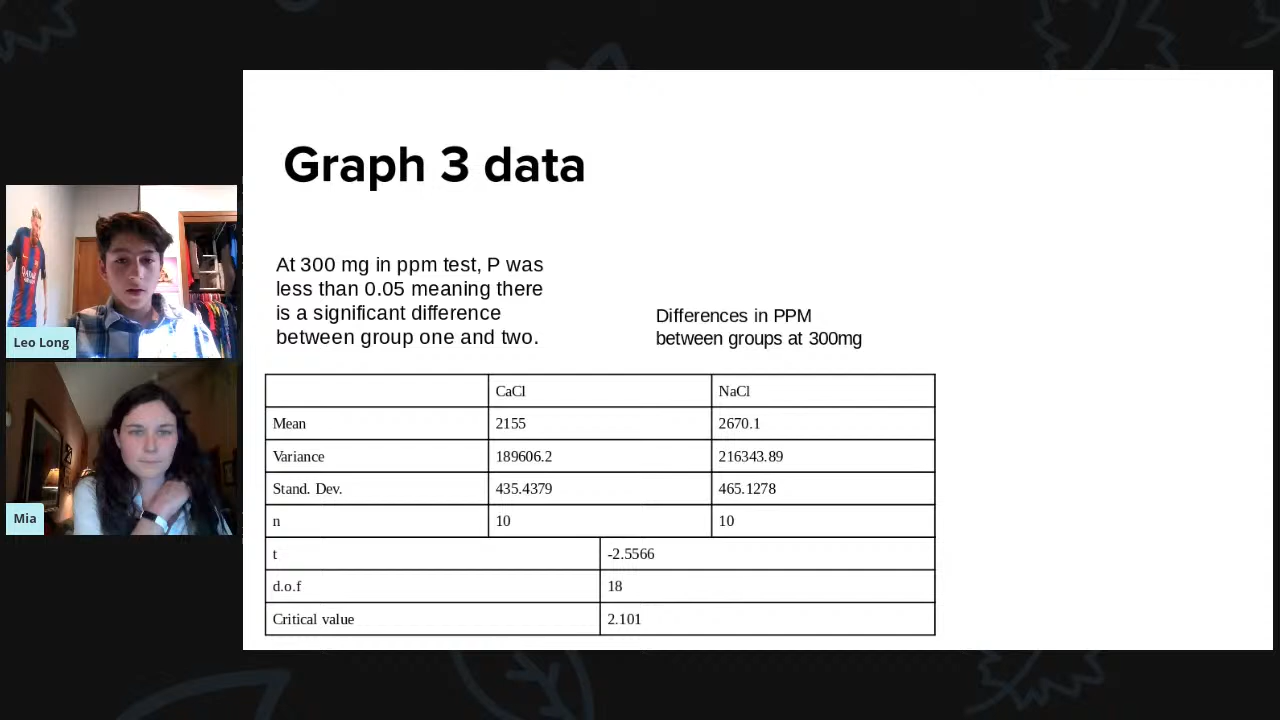 Graph 3 data
At 300 mg in ppm test, P was
less than 0.05 meaning there
is a significant difference
between group one and two.
Differences in PPM
between groups at 300mg
CaCl NaCl
Mean 2155 2670.1
Variance 189606.2 216343.89
Stand. Dev. 435.4379 465.1278
n 10 10
t -2.5566
d.o.f 18
Critical value 2.101
Leo Long
Mia